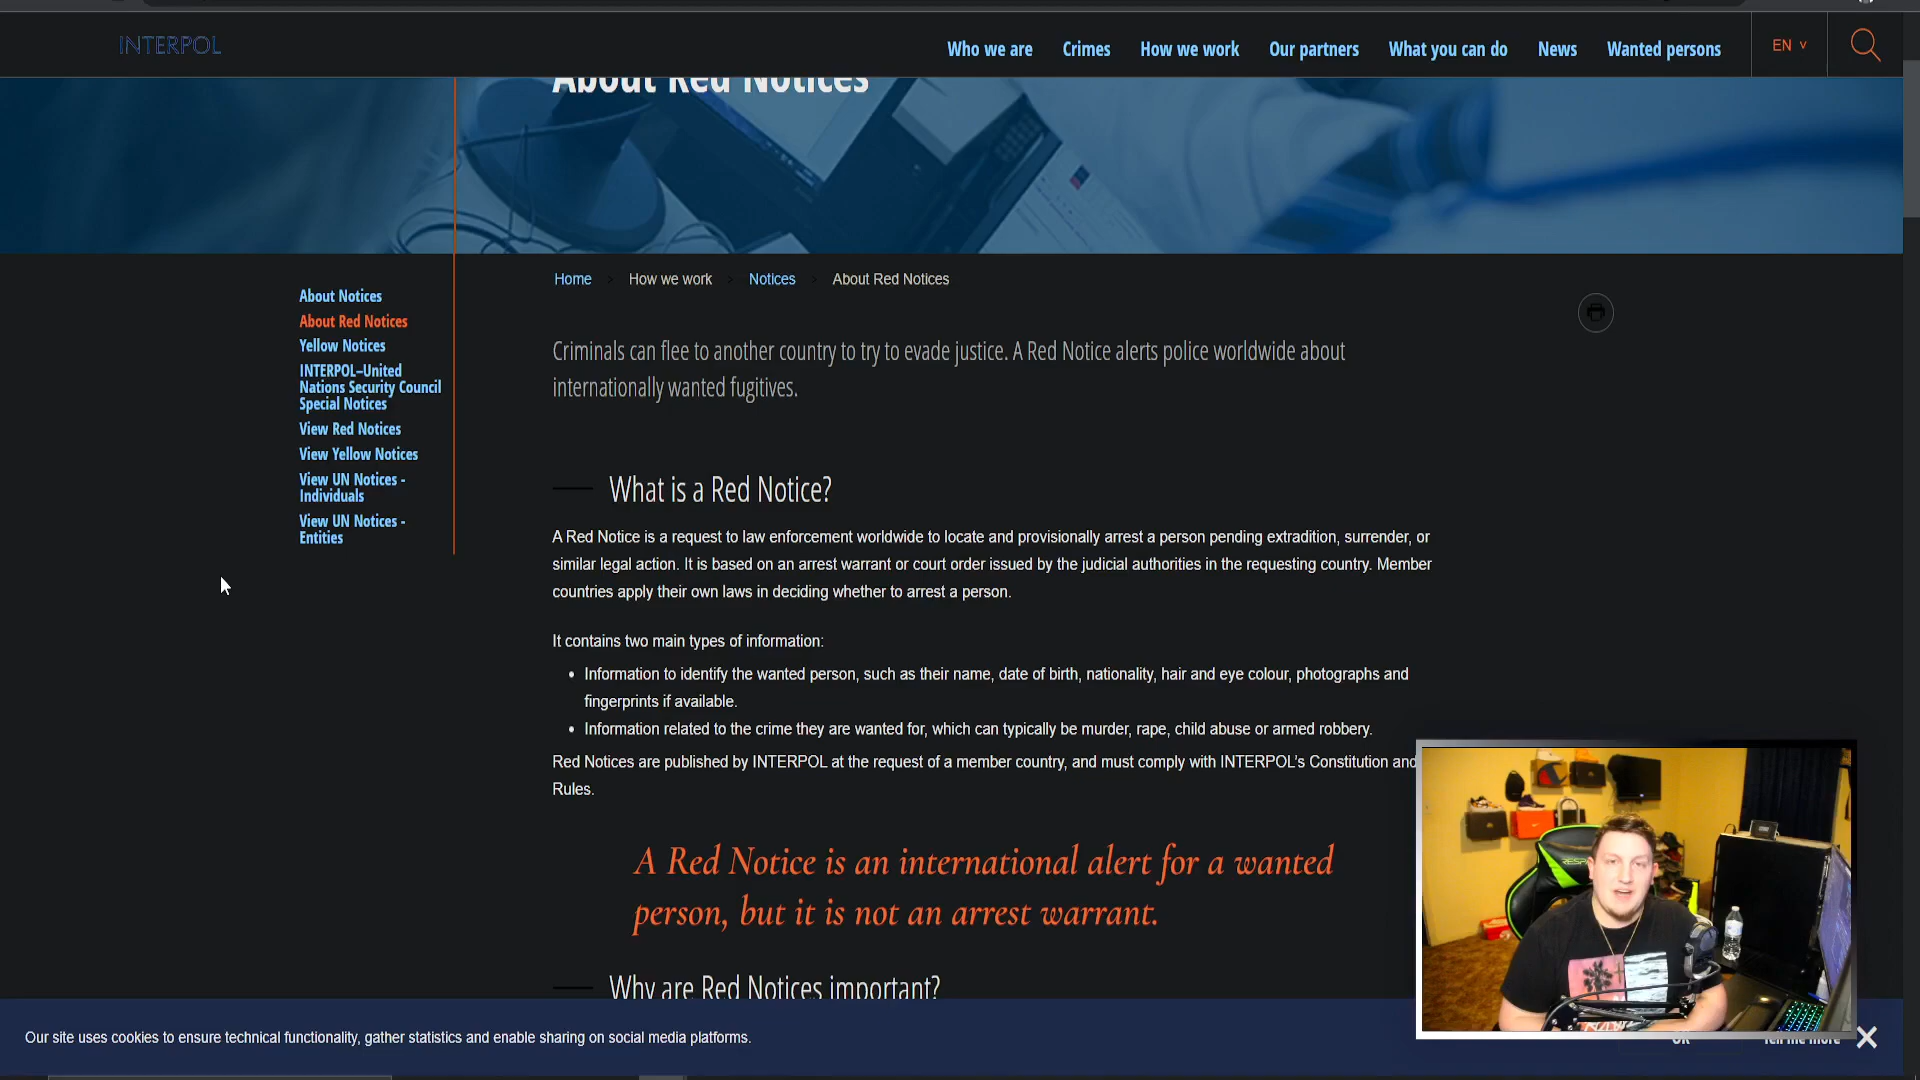 INTERPOL
Who we are Crimes How we work Our partners What you can do News Wanted persons EN
About Red Notices
Home > How we work > Notices > About Red Notices
About Notices
About Red Notices
Yellow Notices
INTERPOL–United
Nations Security Council
Special Notices
View Red Notices
View Yellow Notices
View UN Notices -
Individuals
View UN Notices -
Entities
Criminals can flee to another country to try to evade justice. A Red Notice alerts police worldwide about
internationally wanted fugitives.
What is a Red Notice?
A Red Notice is a request to law enforcement worldwide to locate and provisionally arrest a person pending extradition, surrender, or
similar legal action. It is based on an arrest warrant or court order issued by the judicial authorities in the requesting country. Member
countries apply their own laws in deciding whether to arrest a person.
It contains two main types of information:
• Information to identify the wanted person, such as their name, date of birth, nationality, hair and eye colour, photographs and
fingerprints if available.
• Information related to the crime they are wanted for, which can typically be murder, rape, child abuse or armed robbery.
Red Notices are published by INTERPOL at the request of a member country, and must comply with INTERPOL's Constitution and
Rules.
A Red Notice is an international alert for a wanted
person, but it is not an arrest warrant.
Why are Red Notices important?
Our site uses cookies to ensure technical functionality, gather statistics and enable sharing on social media platforms.
OK Tell me more